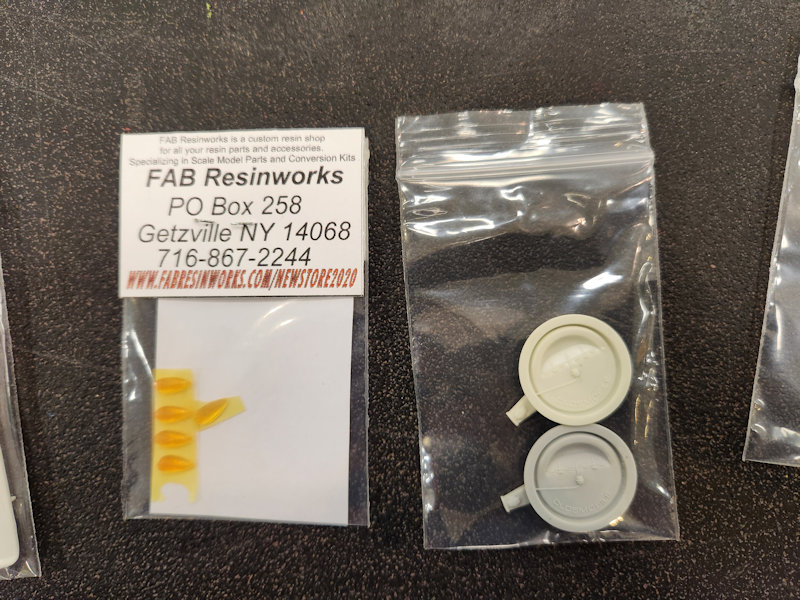 FAB Resinworks is a custom resin shop
for all your resin parts and accessories.
Specializing in Scale Model Parts and Conversion Kits
FAB Resinworks
PO Box 258
Getzville NY 14068
716-867-2244
WWW.FABRESINWORKS.COM/NEWSTORE2020